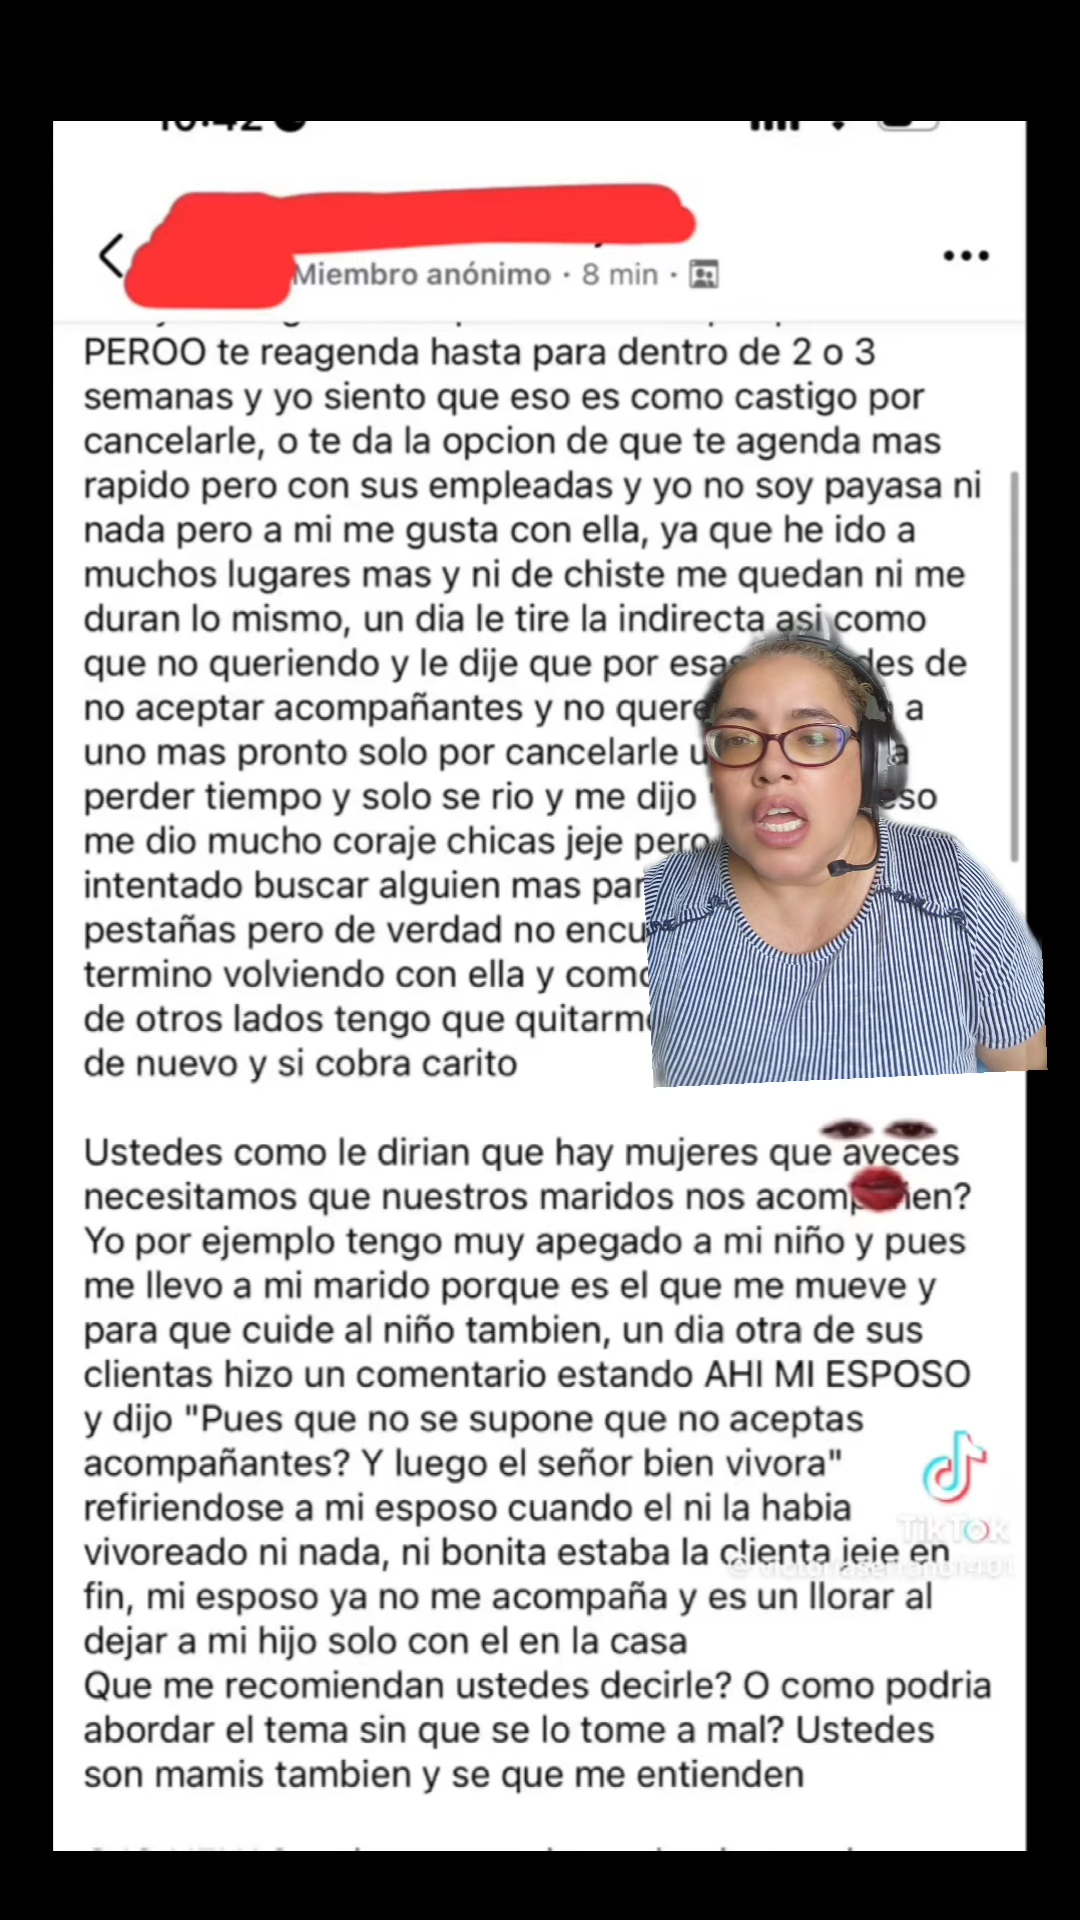 Miembro anónimo · 8 min ·
PEROO te reagenda hasta para dentro de 2 o 3
semanas y yo siento que eso es como castigo por
cancelarle, o te da la opcion de que te agenda mas
rapido pero con sus empleadas y yo no soy payasa ni
nada pero a mi me gusta con ella, ya que he ido a
muchos lugares mas y ni de chiste me quedan ni me
duran lo mismo, un dia le tire la indirecta asi como
que no queriendo y le dije que por esas des de
no aceptar acompañantes y no quere a
uno mas pronto solo por cancelarle u
perder tiempo y solo se rio y me dijo " eso
me dio mucho coraje chicas jeje pero
intentado buscar alguien mas par
pestañas pero de verdad no encu
termino volviendo con ella y como
de otros lados tengo que quitarme
de nuevo y si cobra carito
Ustedes como le dirian que hay mujeres que aveces
necesitamos que nuestros maridos nos acompañen?
Yo por ejemplo tengo muy apegado a mi niño y pues
me llevo a mi marido porque es el que me mueve y
para que cuide al niño tambien, un dia otra de sus
clientas hizo un comentario estando AHI MI ESPOSO
y dijo "Pues que no se supone que no aceptas
acompañantes? Y luego el señor bien vivora"
refiriendose a mi esposo cuando el ni la habia
vivoreado ni nada, ni bonita estaba la clienta jeje en
fin, mi esposo ya no me acompaña y es un llorar al
dejar a mi hijo solo con el en la casa
Que me recomiendan ustedes decirle? O como podria
abordar el tema sin que se lo tome a mal? Ustedes
son mamis tambien y se que me entienden
TikTok